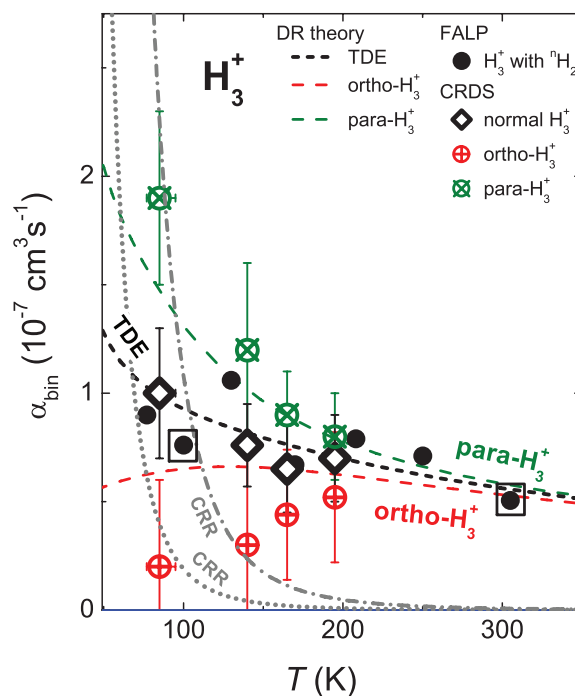 H₃⁺
DR theory
TDE
ortho-H₃⁺
para-H₃⁺
FALP
H₃⁺ with ⁿH₂
CRDS
normal H₃⁺
ortho-H₃⁺
para-H₃⁺
2
1
0
α_bin (10⁻⁷ cm³s⁻¹)
TDE
CRR
CRR
para-H₃⁺
ortho-H₃⁺
100
200
300
T (K)